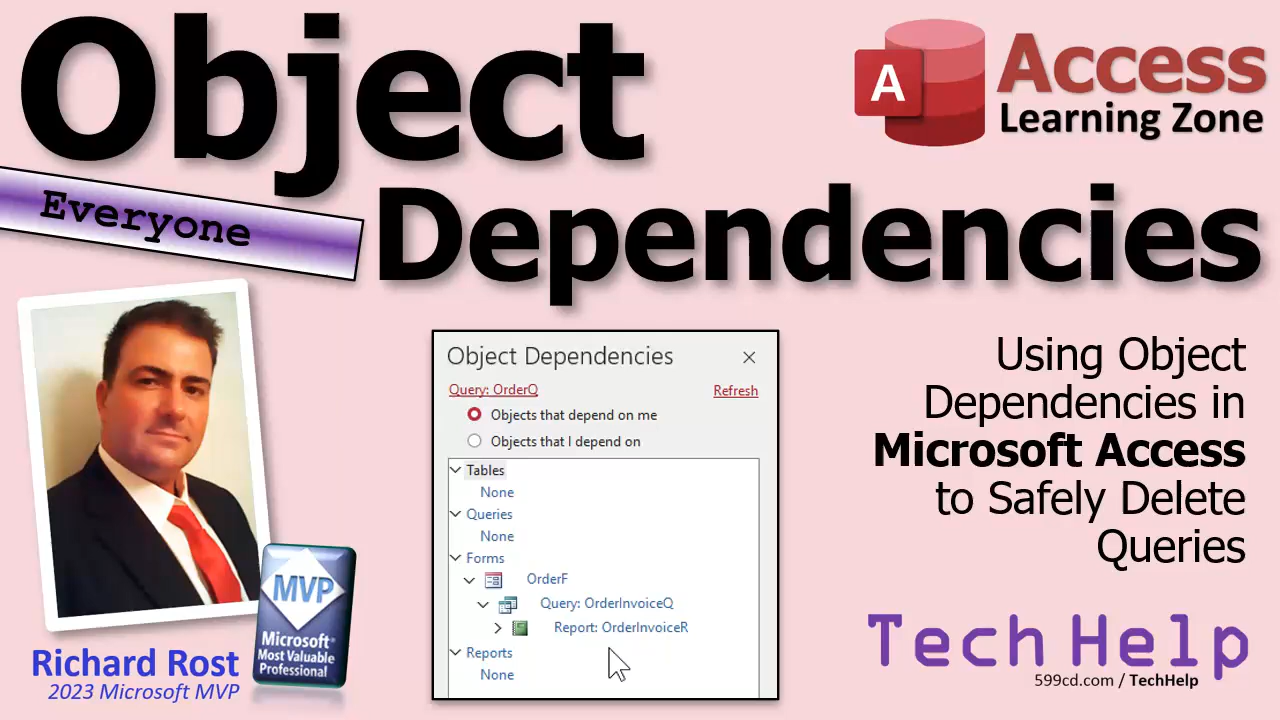 Object
Dependencies
Everyone
A
Access
Learning Zone
Object Dependencies
Query: OrderQ
Refresh
Objects that depend on me
Objects that I depend on
Tables
None
Queries
None
Forms
OrderF
Query: OrderInvoiceQ
Report: OrderInvoiceR
Reports
None
Using Object
Dependencies in
Microsoft Access
to Safely Delete
Queries
MVP
Microsoft®
Most Valuable
Professional
Richard Rost
2023 Microsoft MVP
Tech Help
599cd.com / TechHelp